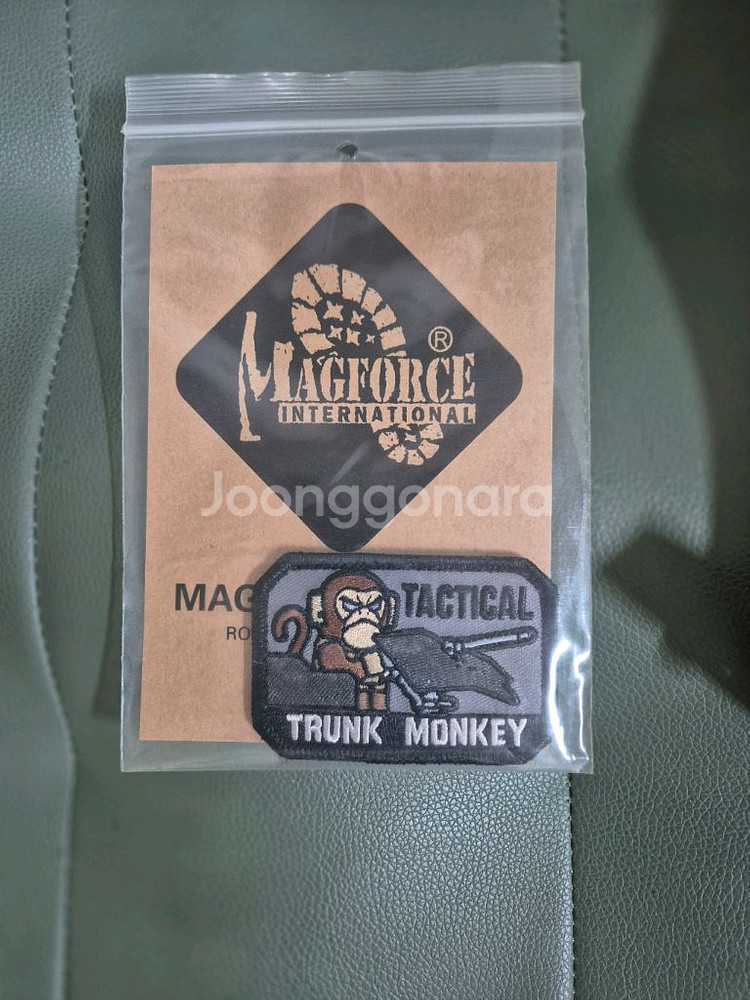 ®
MAGFORCE
INTERNATIONAL
Joonggonara
MAG
RO
TACTICAL
TRUNK MONKEY